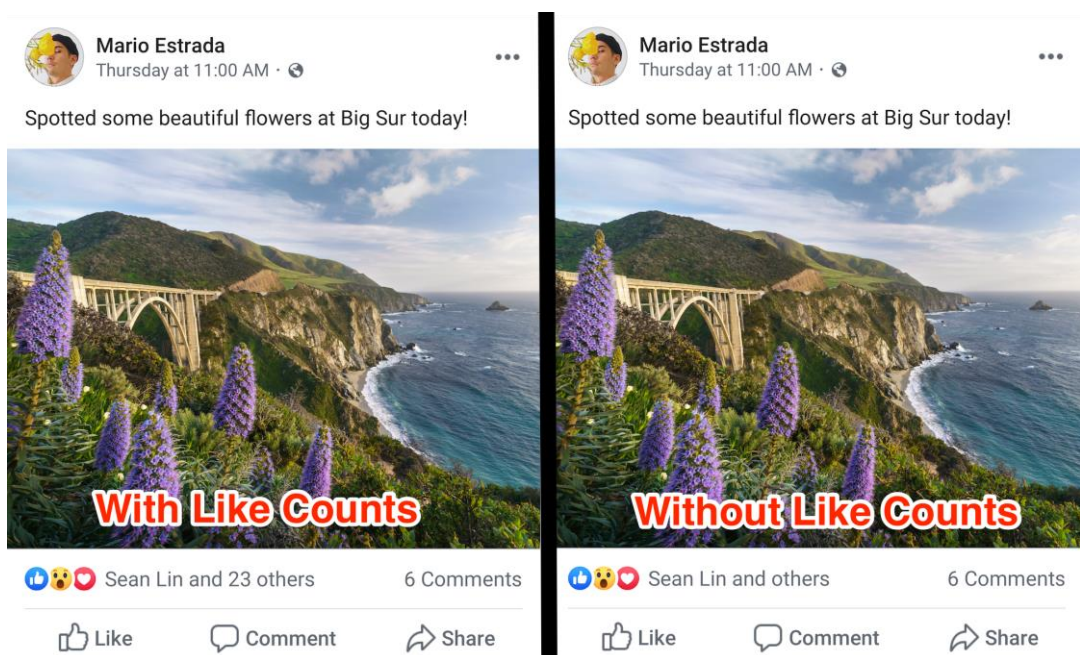 Mario Estrada
Thursday at 11:00 AM ·
Spotted some beautiful flowers at Big Sur today!
With Like Counts
Sean Lin and 23 others 6 Comments
Like Comment Share
Mario Estrada
Thursday at 11:00 AM ·
Spotted some beautiful flowers at Big Sur today!
Without Like Counts
Sean Lin and others 6 Comments
Like Comment Share